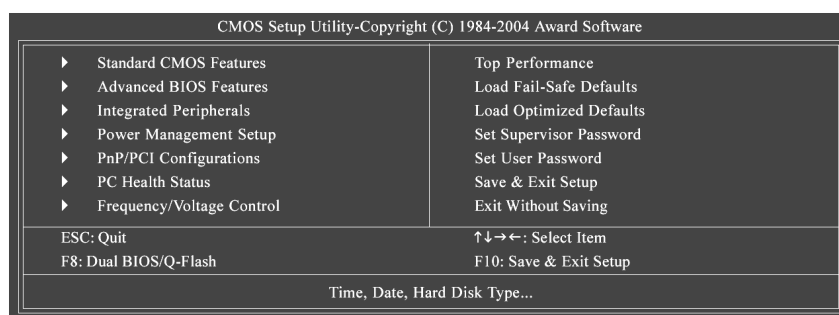 CMOS Setup Utility-Copyright (C) 1984-2004 Award Software
Standard CMOS Features
Advanced BIOS Features
Integrated Peripherals
Power Management Setup
PnP/PCI Configurations
PC Health Status
Frequency/Voltage Control
Top Performance
Load Fail-Safe Defaults
Load Optimized Defaults
Set Supervisor Password
Set User Password
Save & Exit Setup
Exit Without Saving
ESC: Quit
F8: Dual BIOS/Q-Flash
↑↓→←: Select Item
F10: Save & Exit Setup
Time, Date, Hard Disk Type...